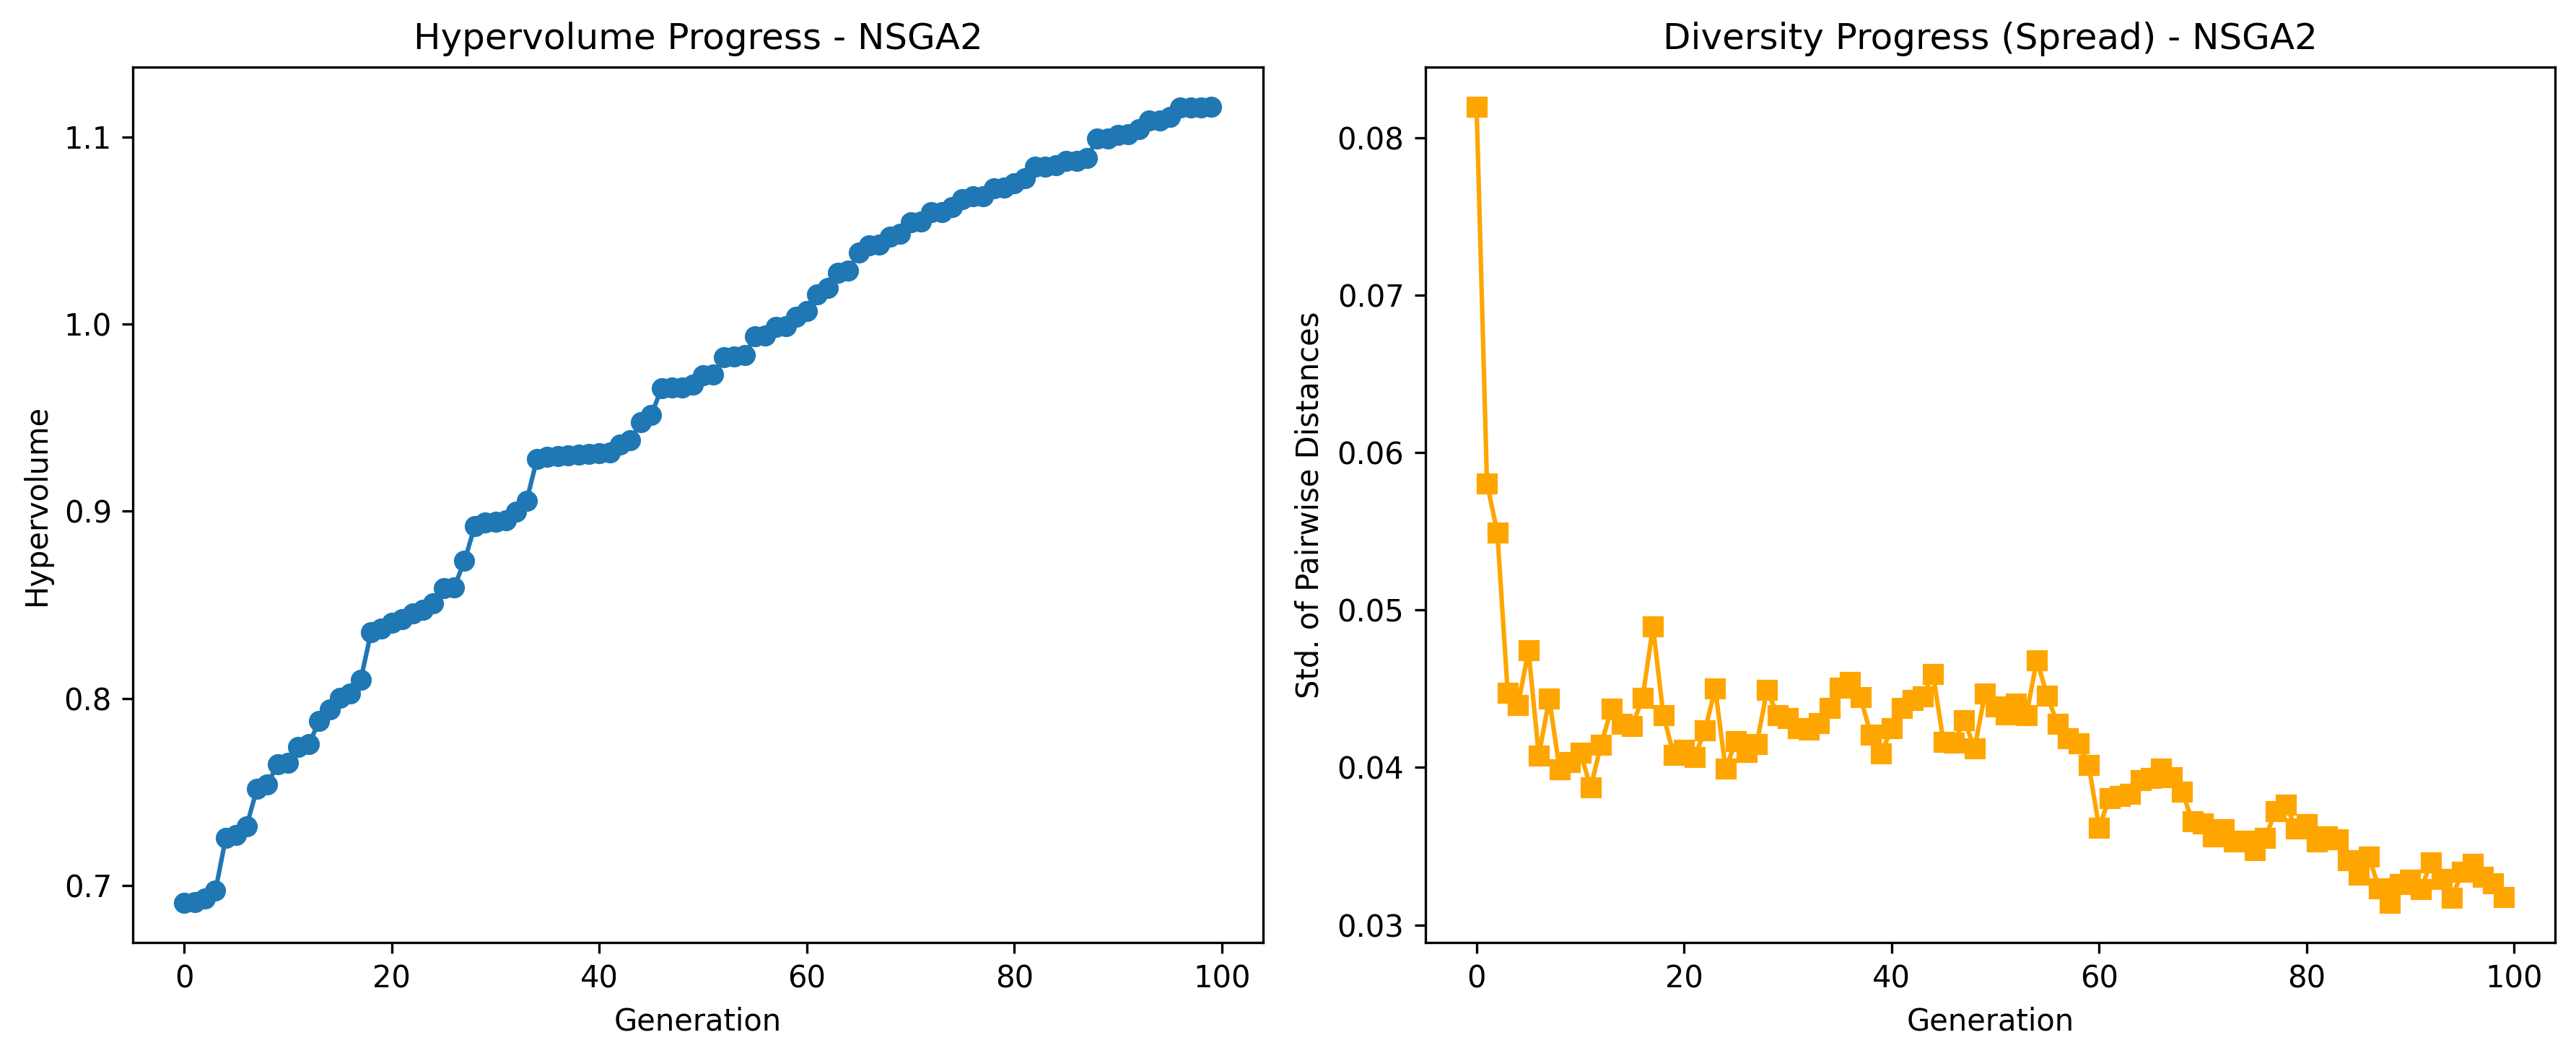 Hypervolume Progress - NSGA2
Hypervolume
1.1
1.0
0.9
0.8
0.7
0 20 40 60 80 100
Generation
Diversity Progress (Spread) - NSGA2
Std. of Pairwise Distances
0.08
0.07
0.06
0.05
0.04
0.03
0 20 40 60 80 100
Generation